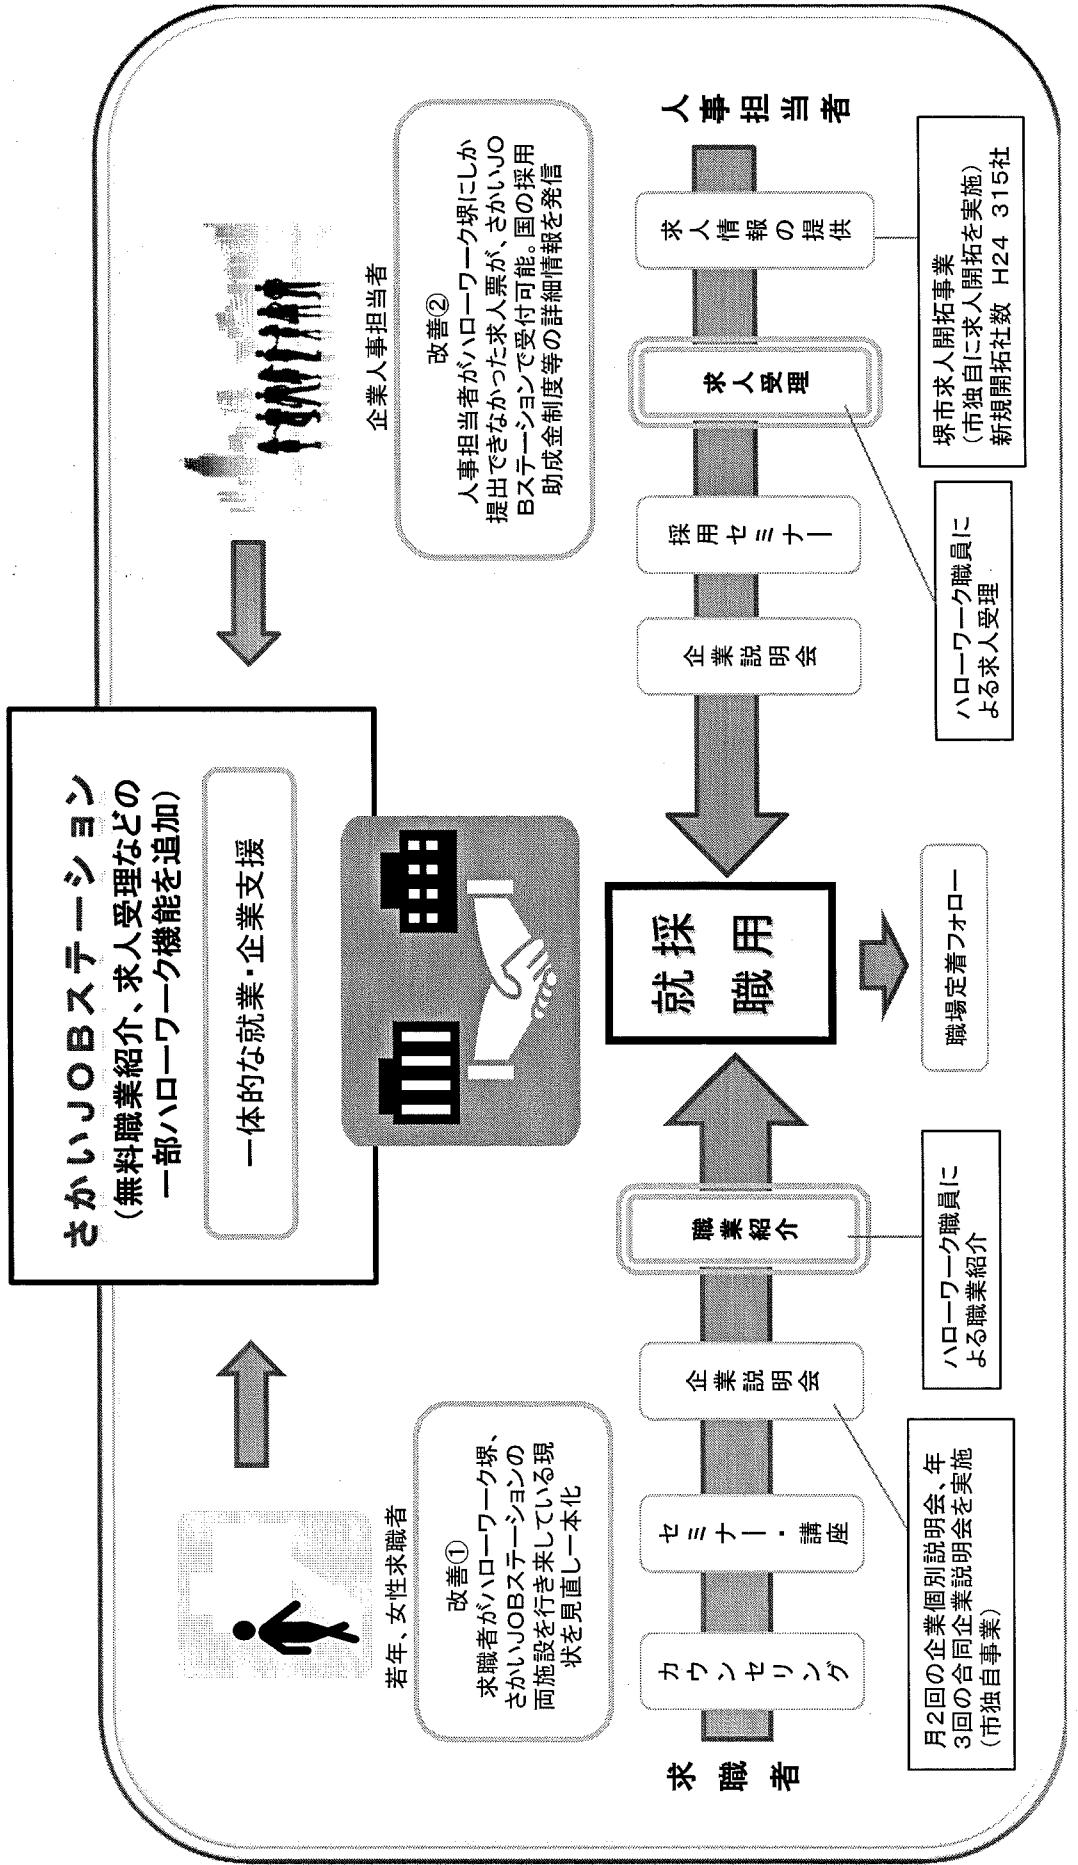 さかいJOBステーション
（無料職業紹介、求人受理などの
一部ハローワーク機能を追加）
一体的な就業・企業支援
若年、女性求職者
企業人事担当者
改善①
求職者がハローワーク堺、
さかいJOBステーションの
両施設を行き来している現
状を見直し一本化
改善②
人事担当者がハローワーク堺にしか
提出できなかった求人票が、さかいJO
Bステーションで受付可能。国の採用
助成金制度等の詳細情報を発信
求職者
カウンセリング
セミナー・講座
企業説明会
職業紹介
就職
採用
企業説明会
採用セミナー
求人受理
求人情報の提供
人事担当者
月2回の企業個別説明会、年
3回の合同企業説明会を実施
（市独自事業）
ハローワーク職員に
よる職業紹介
職場定着フォロー
ハローワーク職員に
よる求人受理
堺市求人開拓事業
（市独自に求人開拓を実施）
新規開拓社数 H24 315社